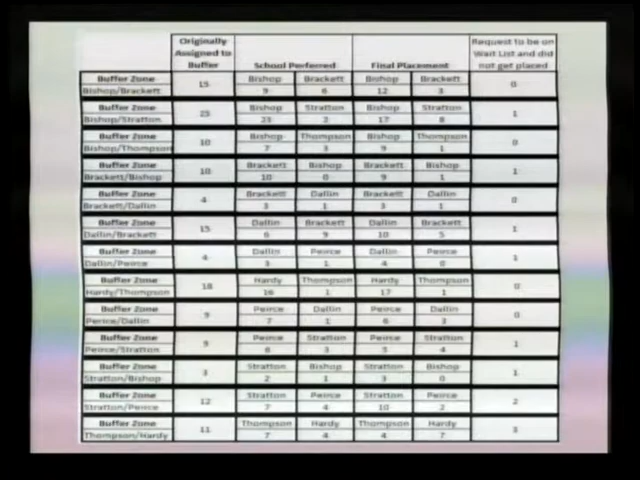 Originally Assigned to Buffer School Perferred Final Placement Request to be on Wait List and did not get placed
Buffer Zone Bishop Brackett Bishop Brackett
Bishop/Brackett 15 9 6 12 3 0
Buffer Zone Bishop Stratton Bishop Stratton
Bishop/Stratton 25 23 2 17 8 1
Buffer Zone Bishop Thompson Bishop Thompson
Bishop/Thompson 10 7 3 9 1 0
Buffer Zone Brackett Bishop Brackett Bishop
Brackett/Bishop 10 10 0 9 1 1
Buffer Zone Brackett Dallin Brackett Dallin
Brackett/Dallin 4 3 1 3 1 0
Buffer Zone Dallin Brackett Dallin Brackett
Dallin/Brackett 15 6 9 10 5 1
Buffer Zone Dallin Peirce Dallin Peirce
Dallin/Peirce 4 3 1 4 0 1
Buffer Zone Hardy Thompson Hardy Thompson
Hardy/Thompson 18 16 1 17 1 0
Buffer Zone Peirce Dallin Peirce Dallin
9 7 1 6 3 0
Buffer Zone Peirce Stratton Peirce Stratton
Peirce/Stratton 9 6 3 5 4 1
Buffer Zone Stratton Bishop Stratton Bishop
Stratton/Bishop 3 2 1 3 0 1
Buffer Zone Stratton Peirce Stratton Peirce
Stratton/Peirce 12 7 4 10 2 2
Buffer Zone Thompson Hardy Thompson Hardy
Thompson/Hardy 11 7 4 4 7 3